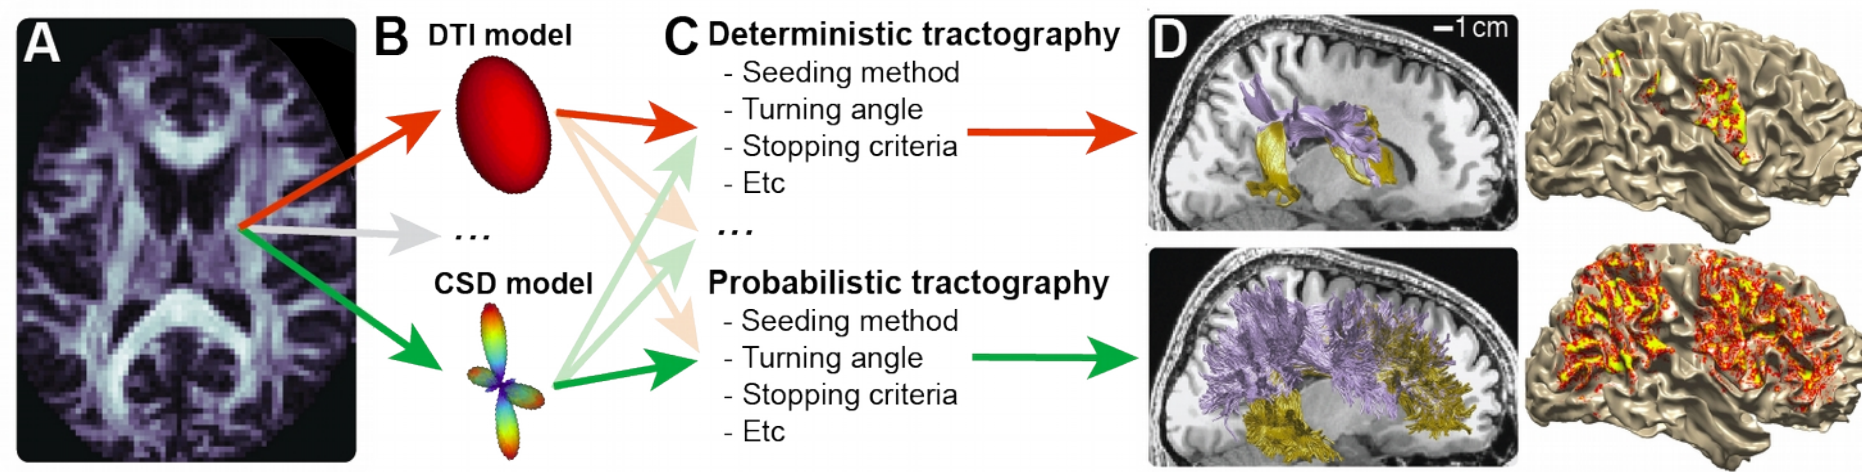 A
B
DTI model
...
CSD model
C
Deterministic tractography
- Seeding method
- Turning angle
- Stopping criteria
- Etc
...
Probabilistic tractography
- Seeding method
- Turning angle
- Stopping criteria
- Etc
D
1 cm